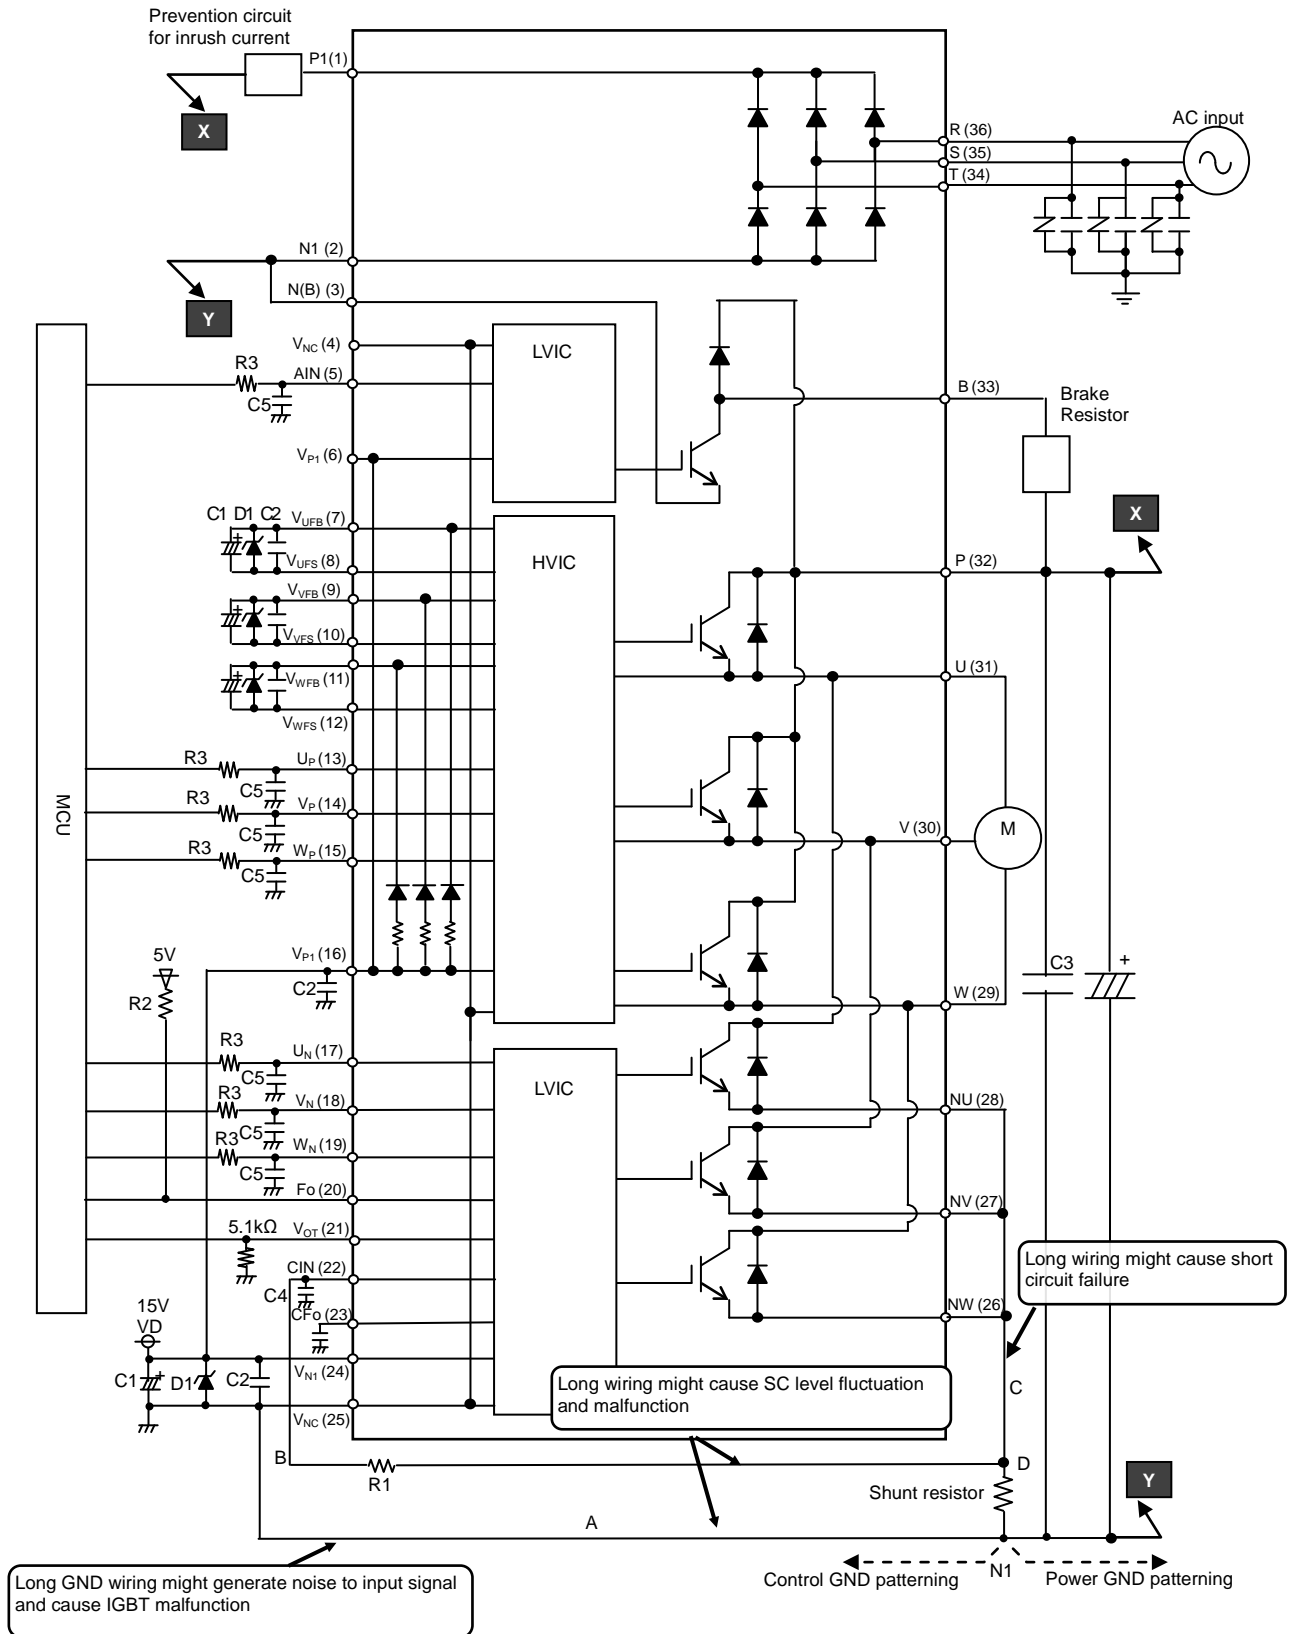 Prevention circuit
for inrush current
P1(1)
X
AC input
R (36)
S (35)
T (34)
N1 (2)
N(B) (3)
Y
VNC (4)
LVIC
R3
AIN (5)
C5
B (33)
Brake
Resistor
VP1 (6)
X
C1 D1 C2
VUFB (7)
VUFS (8)
HVIC
P (32)
VVFB (9)
VVFS (10)
VWFB (11)
U (31)
VWFS (12)
R3
UP (13)
C5
MCU
R3
VP (14)
C5
V (30)
M
R3
WP (15)
C5
5V
VP1 (16)
C3
+
R2
C2
W (29)
R3
UN (17)
C5
LVIC
R3
VN (18)
NU (28)
C5
R3
WN (19)
C5
Fo (20)
NV (27)
5.1kΩ
VOT (21)
CIN (22)
C4
Long wiring might cause short
circuit failure
15V
VD
CFo (23)
NW (26)
C1
+
D1
C2
VN1 (24)
Long wiring might cause SC level fluctuation
and malfunction
C
VNC (25)
B
R1
D
Y
Shunt resistor
A
N1
Control GND patterning
Power GND patterning
Long GND wiring might generate noise to input signal
and cause IGBT malfunction